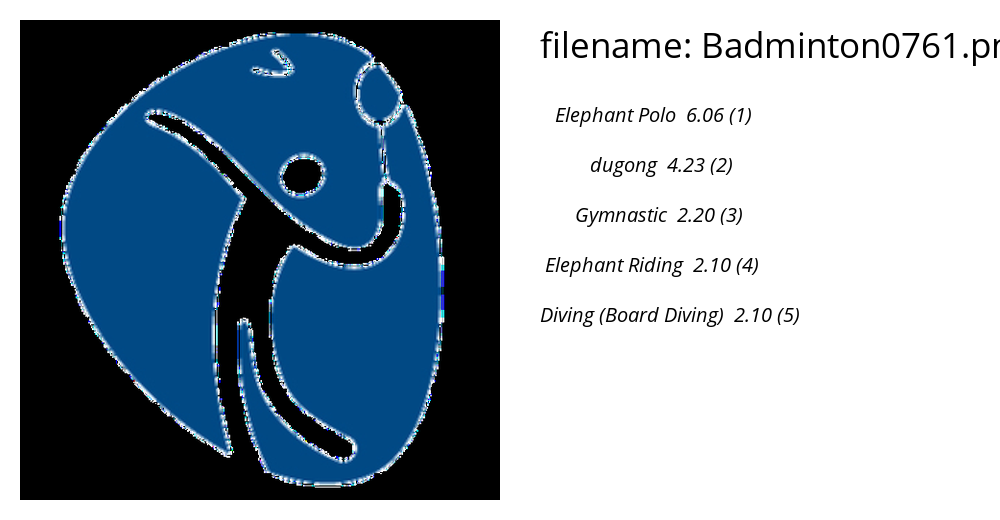 filename: Badminton0761.pn
Elephant Polo 6.06 (1)
dugong 4.23 (2)
Gymnastic 2.20 (3)
Elephant Riding 2.10 (4)
Diving (Board Diving) 2.10 (5)